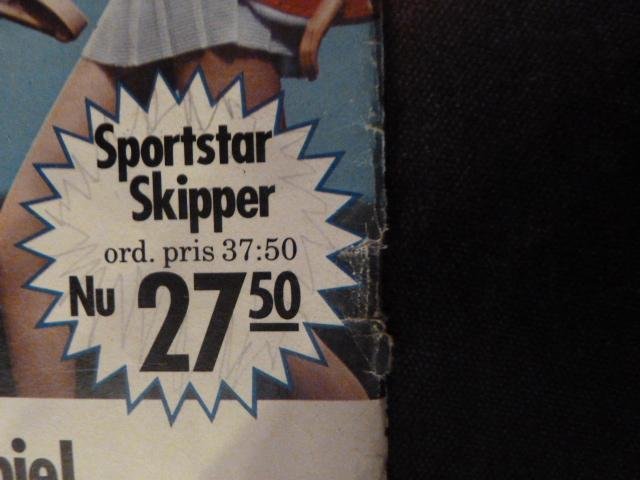 Sportstar
Skipper
ord. pris 37:50
Nu 27 50